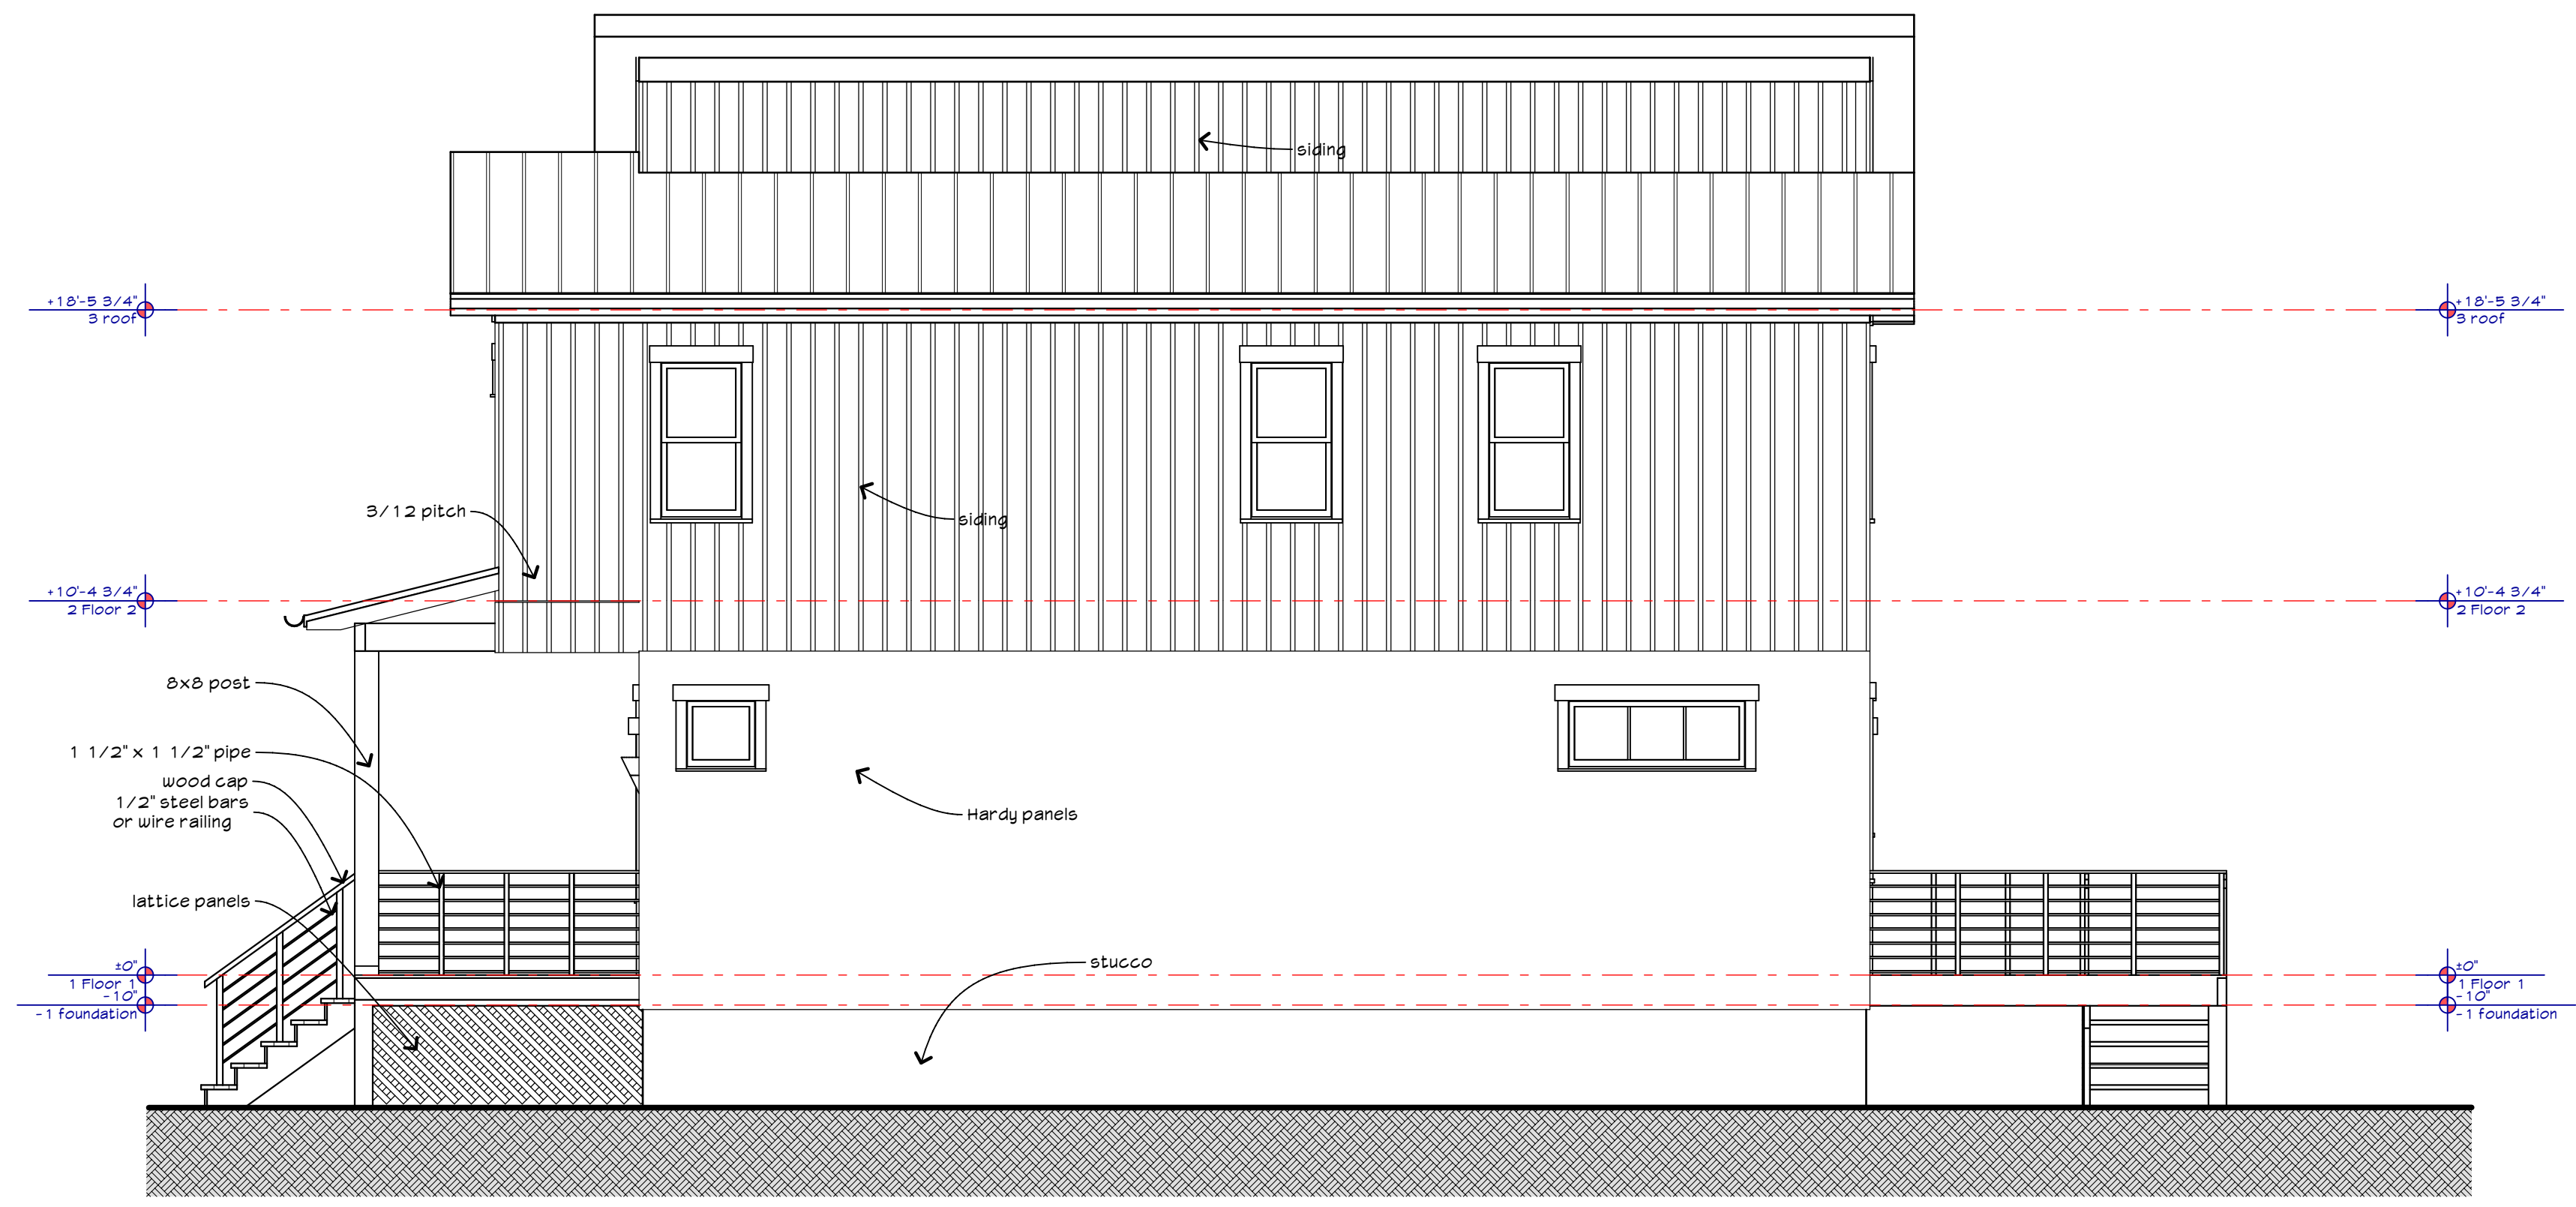 siding
+18'-5 3/4"
3 roof
+18'-5 3/4"
3 roof
3/12 pitch
siding
+10'-4 3/4"
2 Floor 2
+10'-4 3/4"
2 Floor 2
8x8 post
1 1/2" x 1 1/2" pipe
wood cap
1/2" steel bars
or wire railing
Hardy panels
lattice panels
stucco
±0"
1 Floor 1
-10"
-1 foundation
±0"
1 Floor 1
-10"
-1 foundation